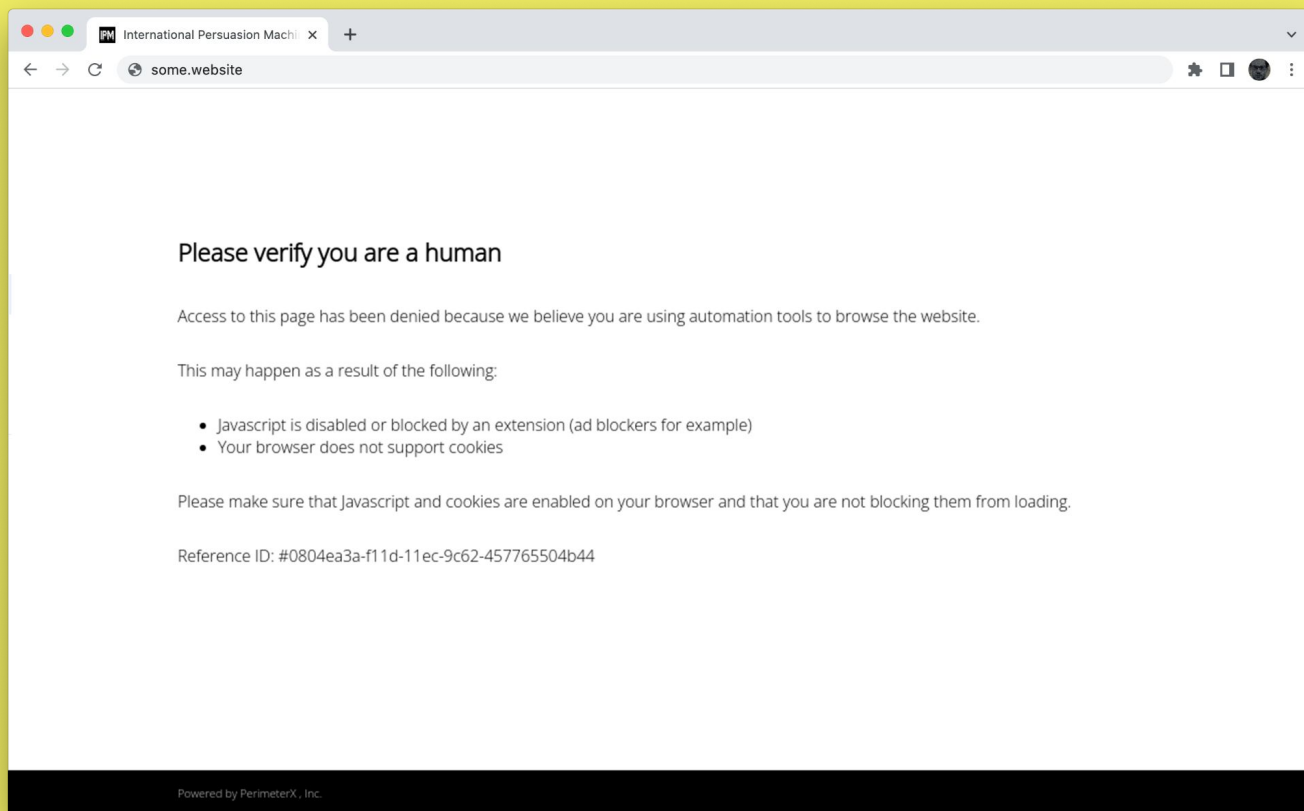 IPM International Persuasion Machi
some.website
Please verify you are a human
Access to this page has been denied because we believe you are using automation tools to browse the website.
This may happen as a result of the following:
• Javascript is disabled or blocked by an extension (ad blockers for example)
• Your browser does not support cookies
Please make sure that Javascript and cookies are enabled on your browser and that you are not blocking them from loading.
Reference ID: #0804ea3a-f11d-11ec-9c62-457765504b44
Powered by PerimeterX , Inc.